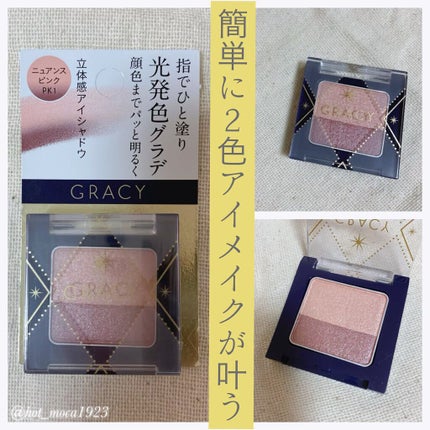 ニュアンス
ピンク
PK1
指でひと塗り
光発色グラデ
顔色までパッと明るく
立体感アイシャドウ
GRACY
GRACY
簡単に2色アイメイクが叶う
GRACY
GRACY
@hot_moca1923